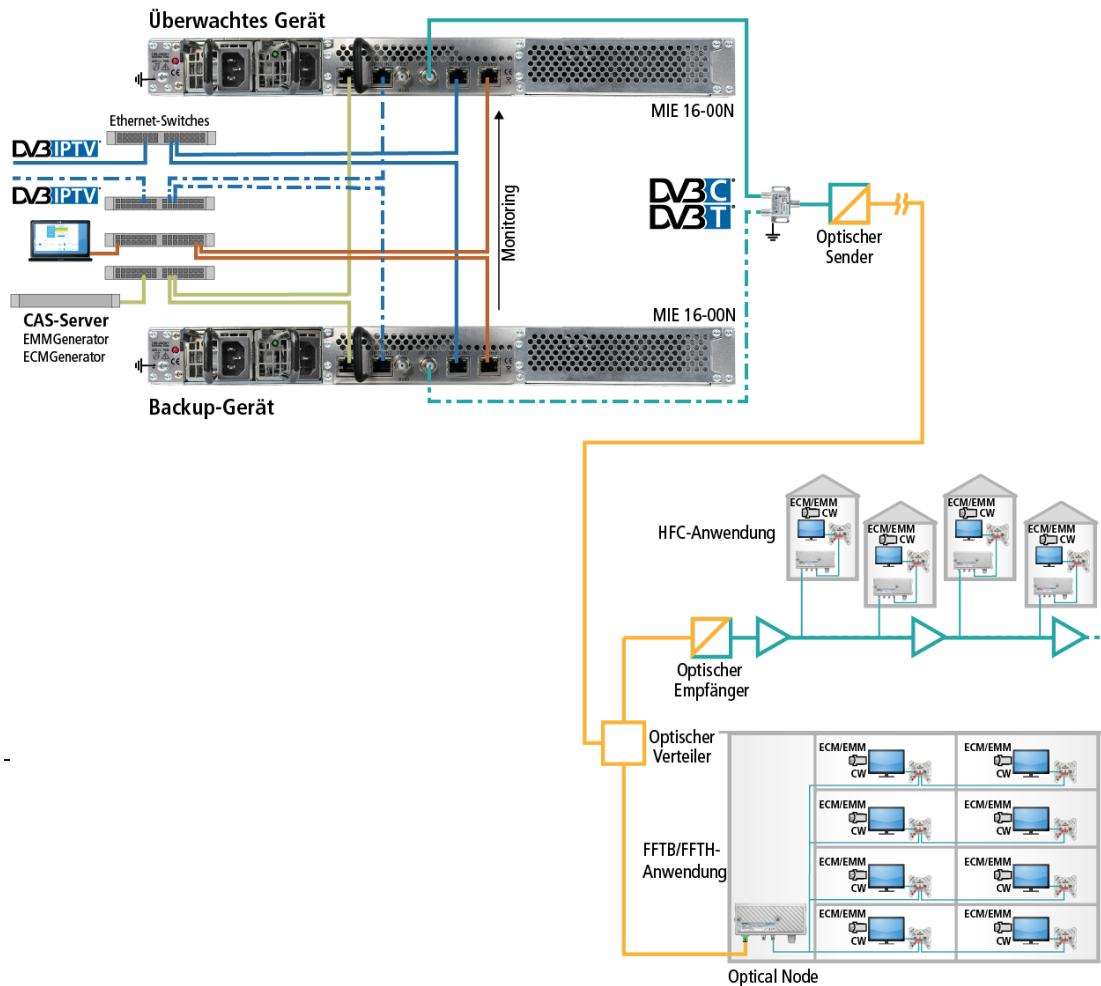 Überwachtes Gerät
MIE 16-00N
Ethernet-Switches
DVB IPTV
DVB IPTV
Monitoring
DVB C
DVB T
Optischer
Sender
CAS-Server
EMMGenerator
ECMGenerator
MIE 16-00N
Backup-Gerät
HFC-Anwendung
ECM/EMM
CW
ECM/EMM
CW
ECM/EMM
CW
ECM/EMM
CW
Optischer
Empfänger
Optischer
Verteiler
FFTB/FFTH-
Anwendung
ECM/EMM
CW
ECM/EMM
CW
ECM/EMM
CW
ECM/EMM
CW
ECM/EMM
CW
ECM/EMM
CW
ECM/EMM
CW
ECM/EMM
CW
Optical Node